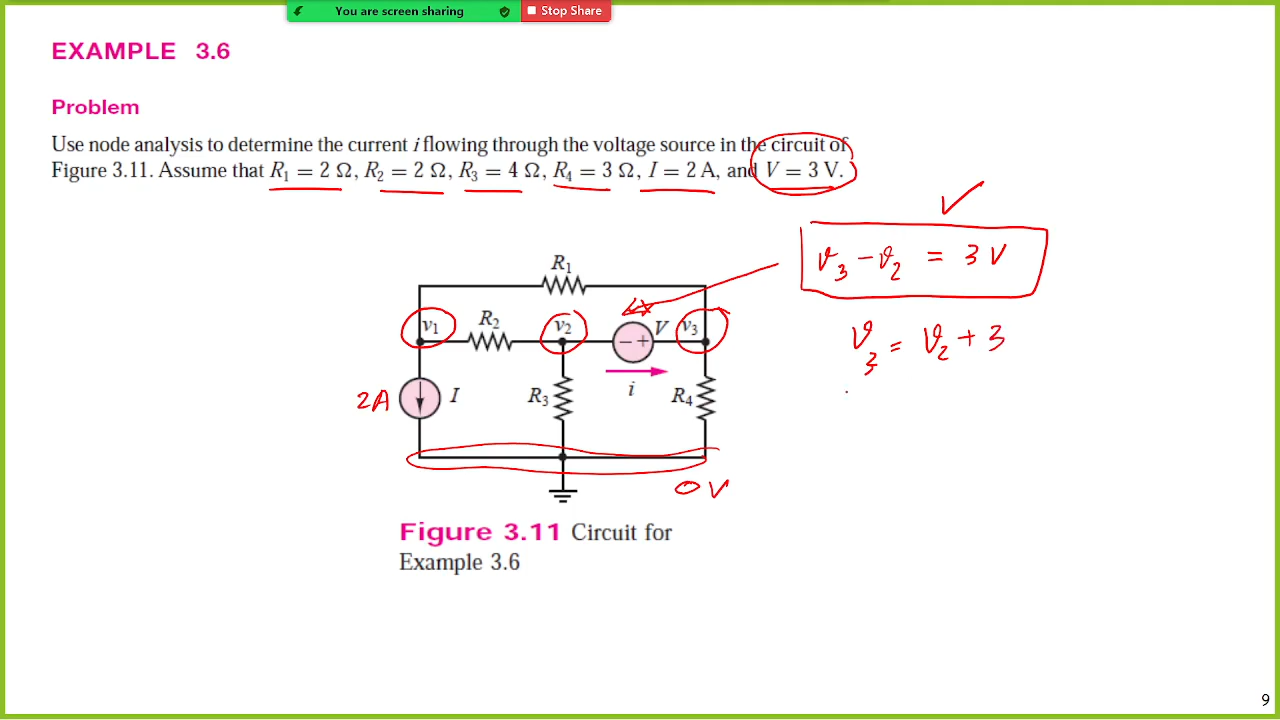 You are screen sharing Stop Share
EXAMPLE 3.6
Problem
Use node analysis to determine the current i flowing through the voltage source in the circuit of
Figure 3.11. Assume that R₁ = 2 Ω, R₂ = 2 Ω, R₃ = 4 Ω, R₄ = 3 Ω, I = 2 A, and V = 3 V.
v₃ − v₂ = 3 V
v₃ = v₂ + 3
R₁
v₁ R₂ v₂ − + V v₃
2A I R₃ i R₄
0 V
Figure 3.11 Circuit for
Example 3.6
9